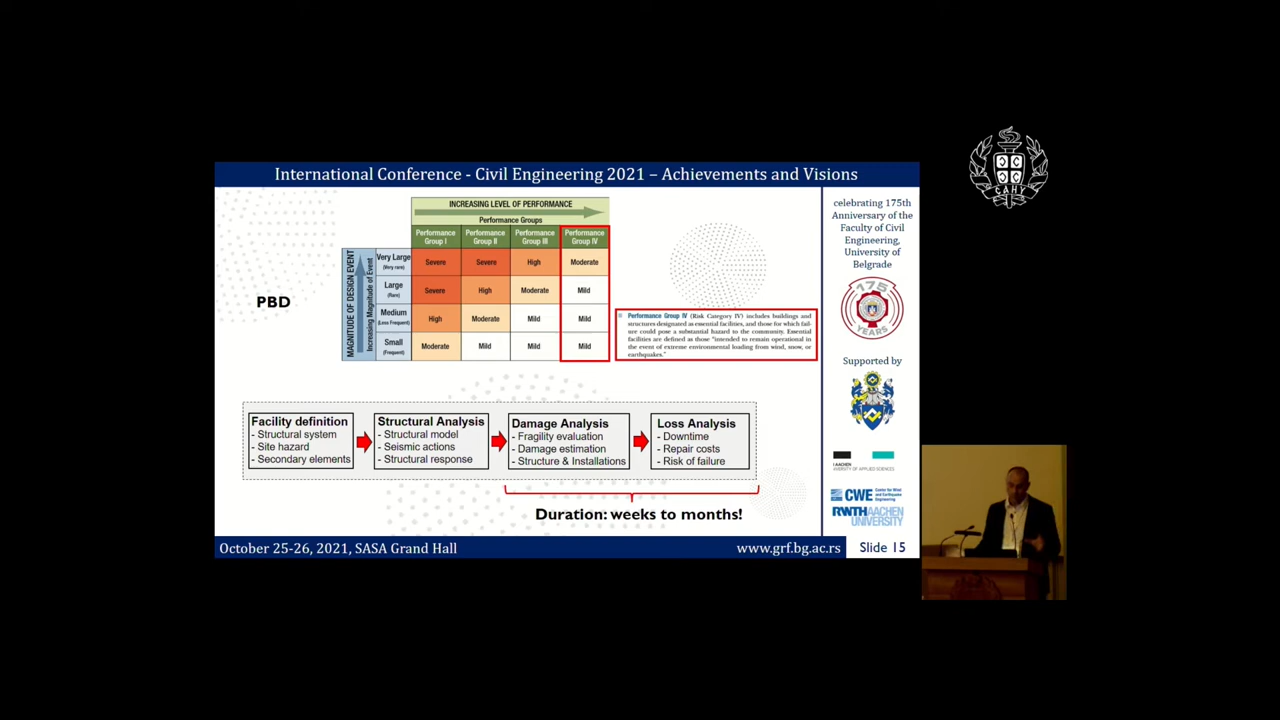 International Conference - Civil Engineering 2021 – Achievements and Visions
PBD
INCREASING LEVEL OF PERFORMANCE
Performance Groups
Performance Group I
Performance Group II
Performance Group III
Performance Group IV
MAGNITUDE OF DESIGN EVENT
Increasing Magnitude of Event
Very Large
(Very rare)
Severe
Severe
High
Moderate
Large
(Rare)
Severe
High
Moderate
Mild
Medium
(Less Frequent)
High
Moderate
Mild
Mild
Small
(Frequent)
Moderate
Mild
Mild
Mild
Performance Group IV (Risk Category IV) includes buildings and
structures designated as essential facilities, and those for which fail-
ure could pose a substantial hazard to the community. Essential
facilities are defined as those "intended to remain operational in
the event of extreme environmental loading from wind, snow, or
earthquakes."
Facility definition
- Structural system
- Site hazard
- Secondary elements
Structural Analysis
- Structural model
- Seismic actions
- Structural response
Damage Analysis
- Fragility evaluation
- Damage estimation
- Structure & Installations
Loss Analysis
- Downtime
- Repair costs
- Risk of failure
Duration: weeks to months!
celebrating 175th
Anniversary of the
Faculty of Civil
Engineering,
University of
Belgrade
175
YEARS
Supported by
AACHEN
UNIVERSITY OF APPLIED SCIENCES
CWE Center for Wind and Earthquake Engineering
RWTH AACHEN
UNIVERSITY
October 25-26, 2021, SASA Grand Hall
www.grf.bg.ac.rs
Slide 15
САНУ